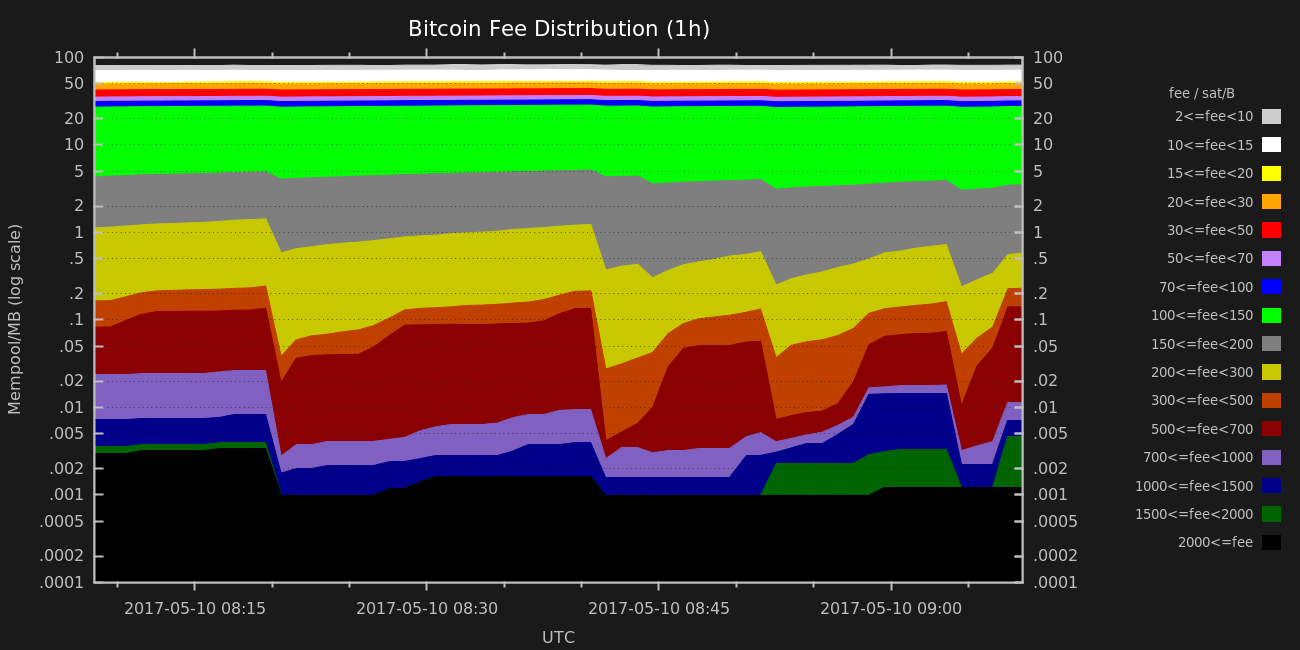 Bitcoin Fee Distribution (1h)
Mempool/MB (log scale)
100
50
20
10
5
2
1
.5
.2
.1
.05
.02
.01
.005
.002
.001
.0005
.0002
.0001
100
50
20
10
5
2
1
.5
.2
.1
.05
.02
.01
.005
.002
.001
.0005
.0002
.0001
2017-05-10 08:15 2017-05-10 08:30 2017-05-10 08:45 2017-05-10 09:00
UTC
fee / sat/B
2<=fee<10
10<=fee<15
15<=fee<20
20<=fee<30
30<=fee<50
50<=fee<70
70<=fee<100
100<=fee<150
150<=fee<200
200<=fee<300
300<=fee<500
500<=fee<700
700<=fee<1000
1000<=fee<1500
1500<=fee<2000
2000<=fee